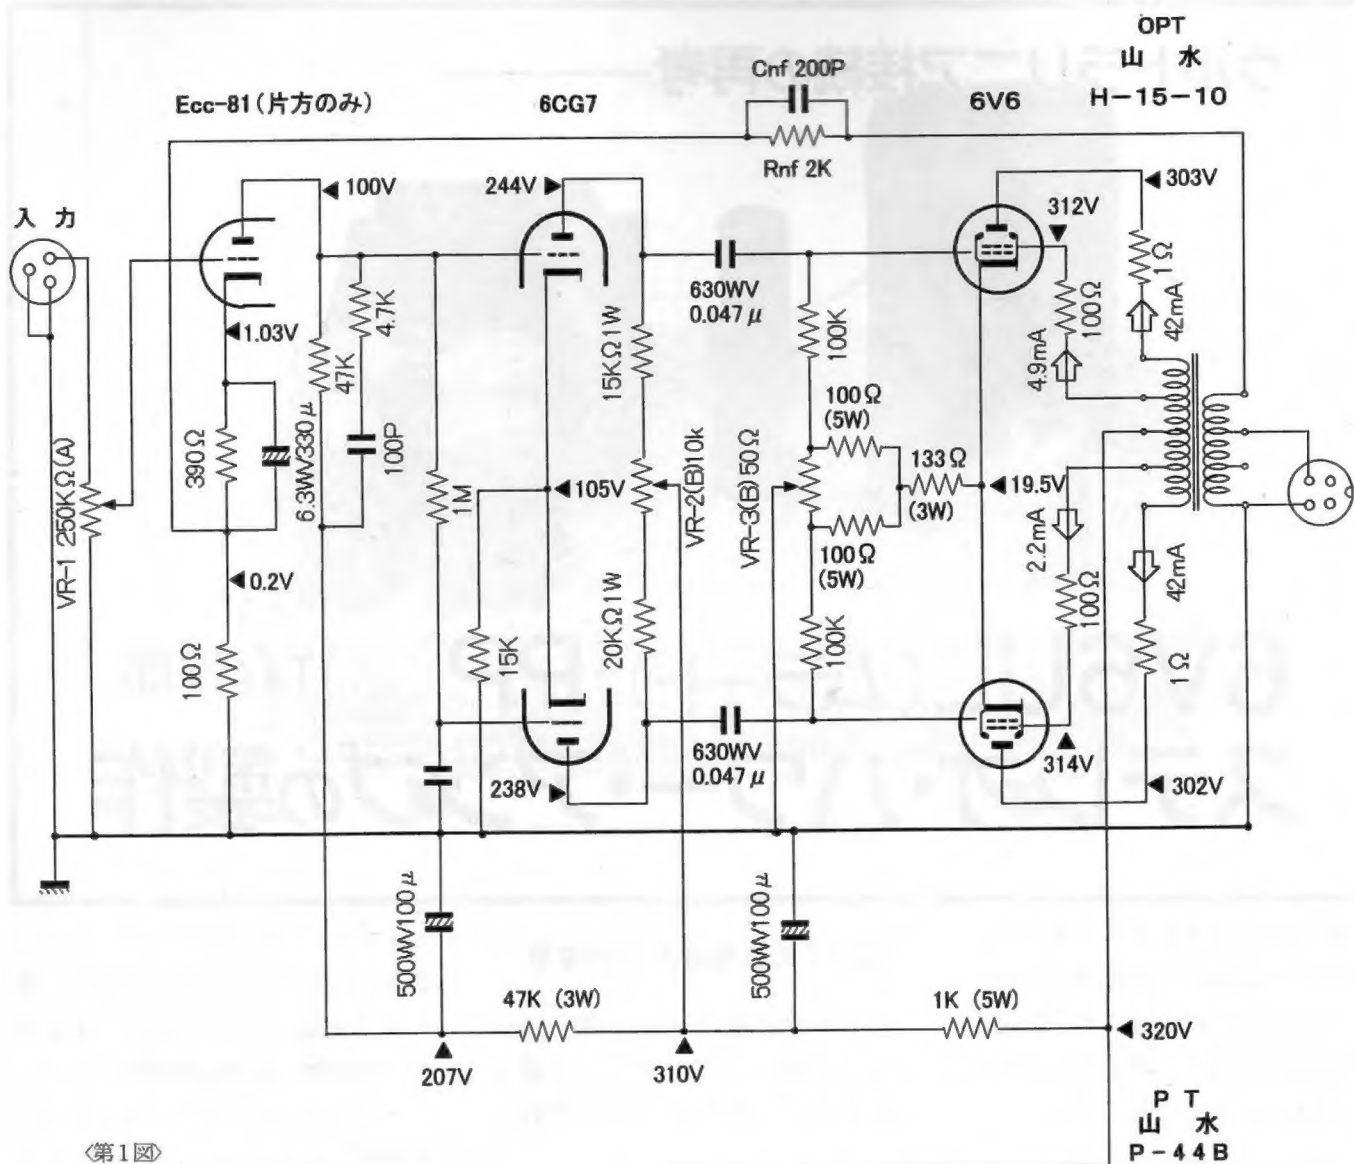 OPT
山 水
H-15-10
Cnf 200P
Rnf 2K
Ecc-81(片方のみ)
6CG7
6V6
入 力
100V
244V
312V
303V
1.03V
0.2V
390Ω
100Ω
6.3WV330μ
VR-1 250KΩ(A)
47K
4.7K
100P
1M
15K
105V
238V
15KΩ1W
20KΩ1W
VR-2(B)10k
630WV
0.047μ
630WV
0.047μ
100K
100K
100Ω
(5W)
100Ω
(5W)
133Ω
(3W)
VR-3(B)50Ω
19.5V
4.9mA
100Ω
42mA
1Ω
2.2mA
100Ω
42mA
1Ω
314V
302V
500WV100μ
500WV100μ
47K (3W)
1K (5W)
207V
310V
320V
P T
山 水
P-44B
〈第1図〉